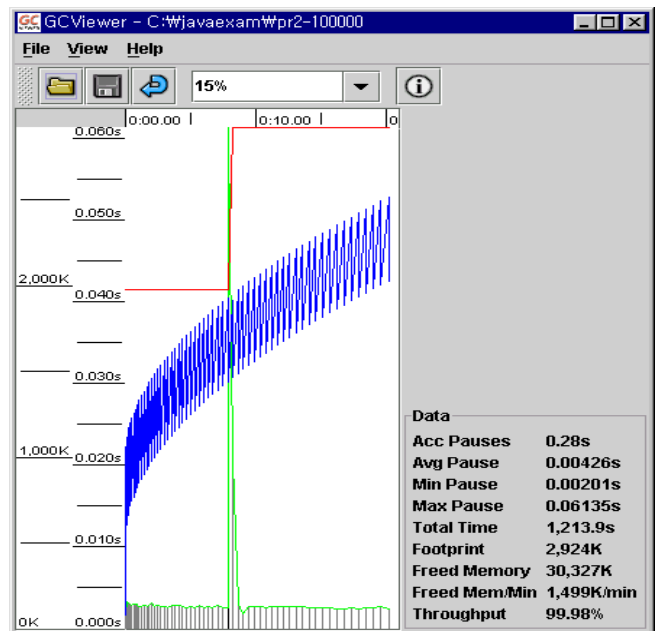 GCViewer - C:₩javaexam₩pr2-100000
File View Help
15%
0:00.00 0:10.00 0
0.060s
0.050s
2,000K
0.040s
0.030s
1,000K
0.020s
0.010s
0K 0.000s
Data
Acc Pauses 0.28s
Avg Pause 0.00426s
Min Pause 0.00201s
Max Pause 0.06135s
Total Time 1,213.9s
Footprint 2,924K
Freed Memory 30,327K
Freed Mem/Min 1,499K/min
Throughput 99.98%